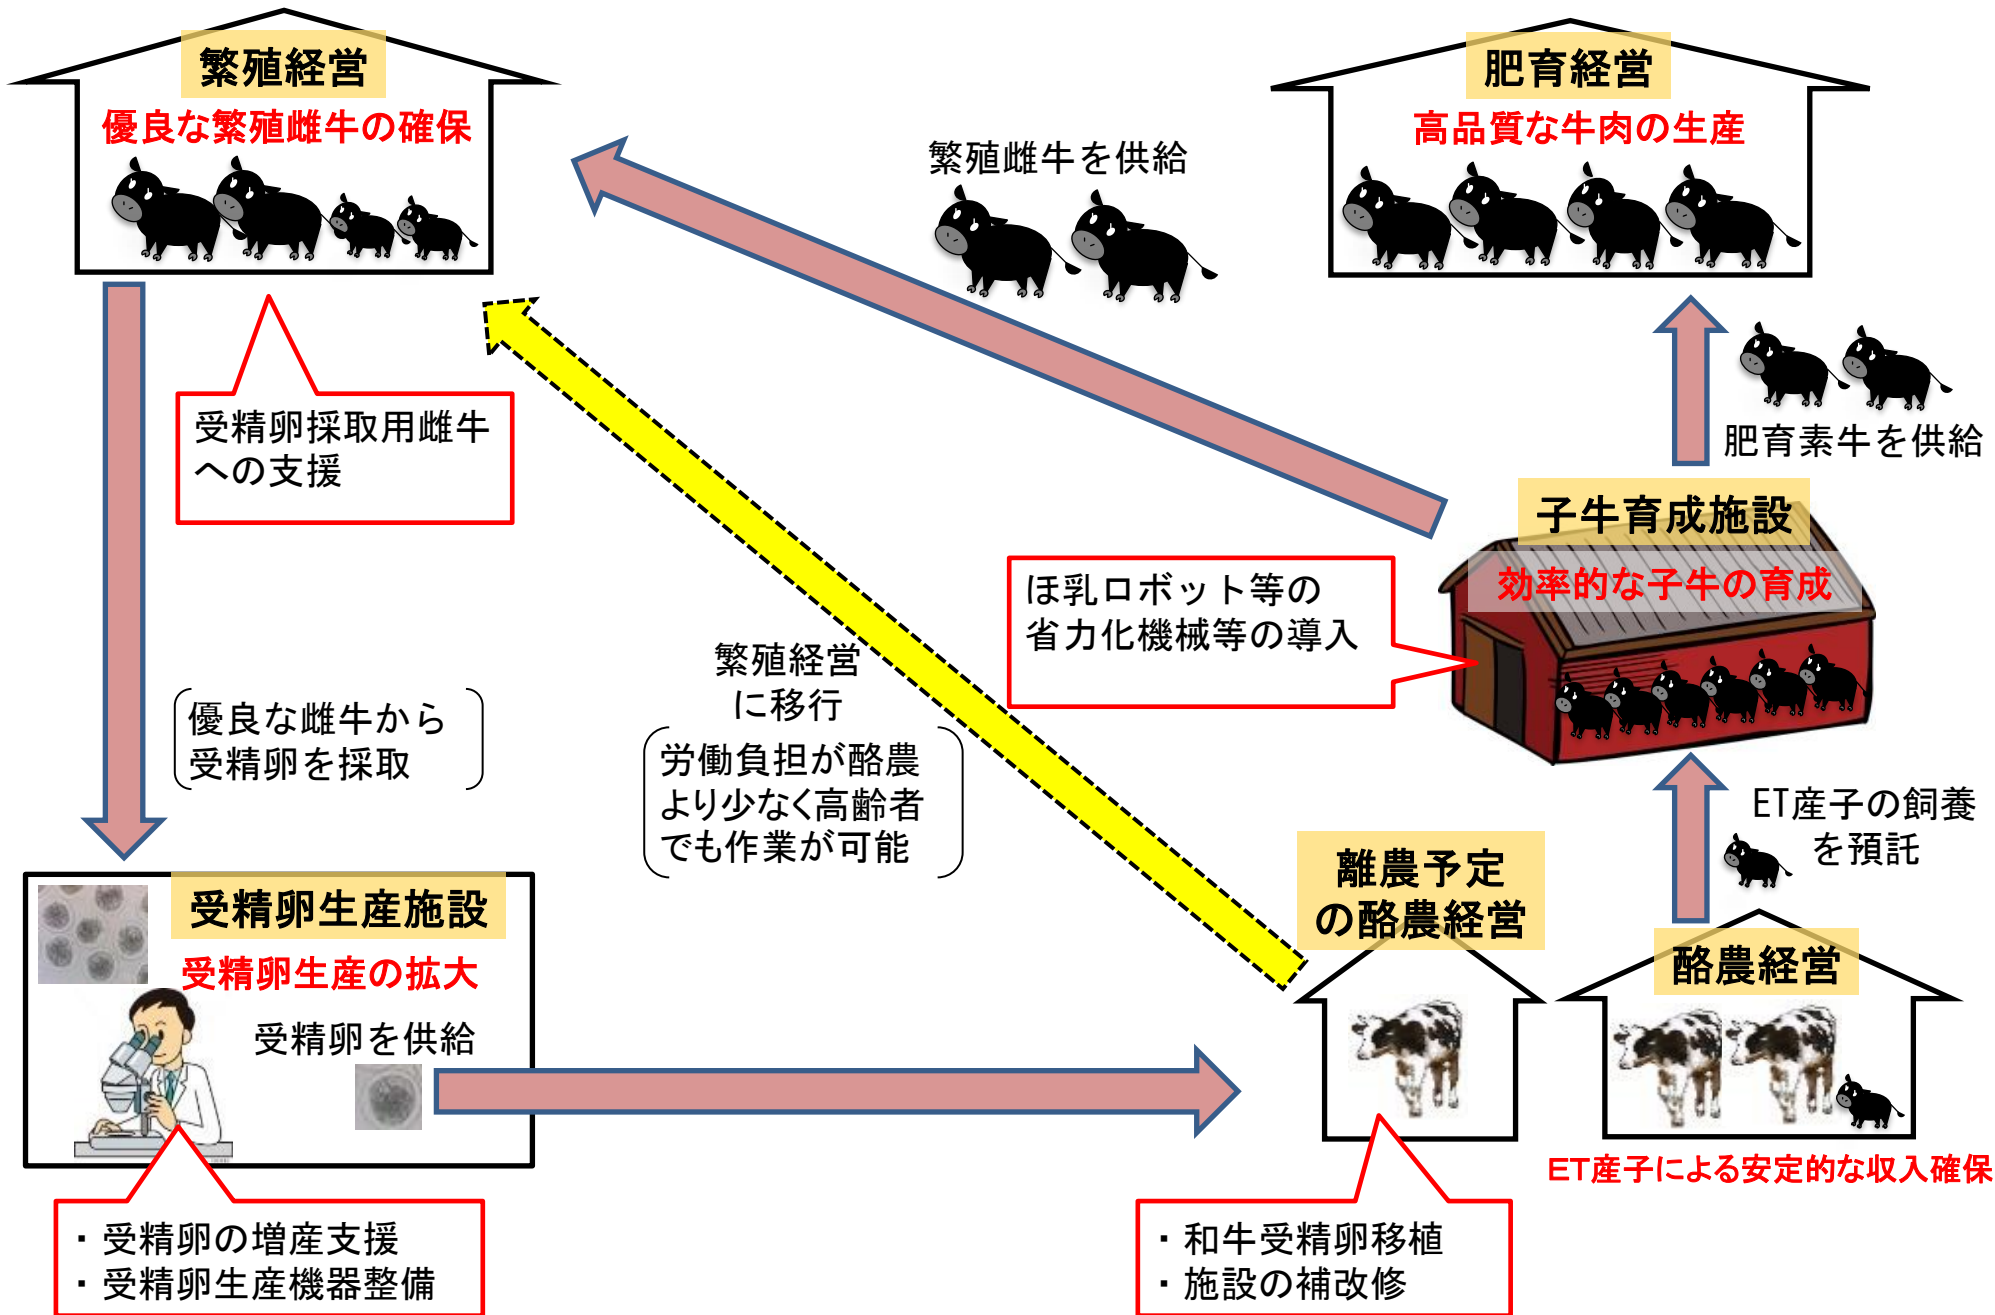 繁殖経営
優良な繁殖雌牛の確保
肥育経営
高品質な牛肉の生産
繁殖雌牛を供給
受精卵採取用雌牛
への支援
肥育素牛を供給
子牛育成施設
効率的な子牛の育成
ほ乳ロボット等の
省力化機械等の導入
繁殖経営
に移行
労働負担が酪農
より少なく高齢者
でも作業が可能
優良な雌牛から
受精卵を採取
ET産子の飼養
を預託
受精卵生産施設
受精卵生産の拡大
受精卵を供給
離農予定
の酪農経営
酪農経営
ET産子による安定的な収入確保
・受精卵の増産支援
・受精卵生産機器整備
・和牛受精卵移植
・施設の補改修